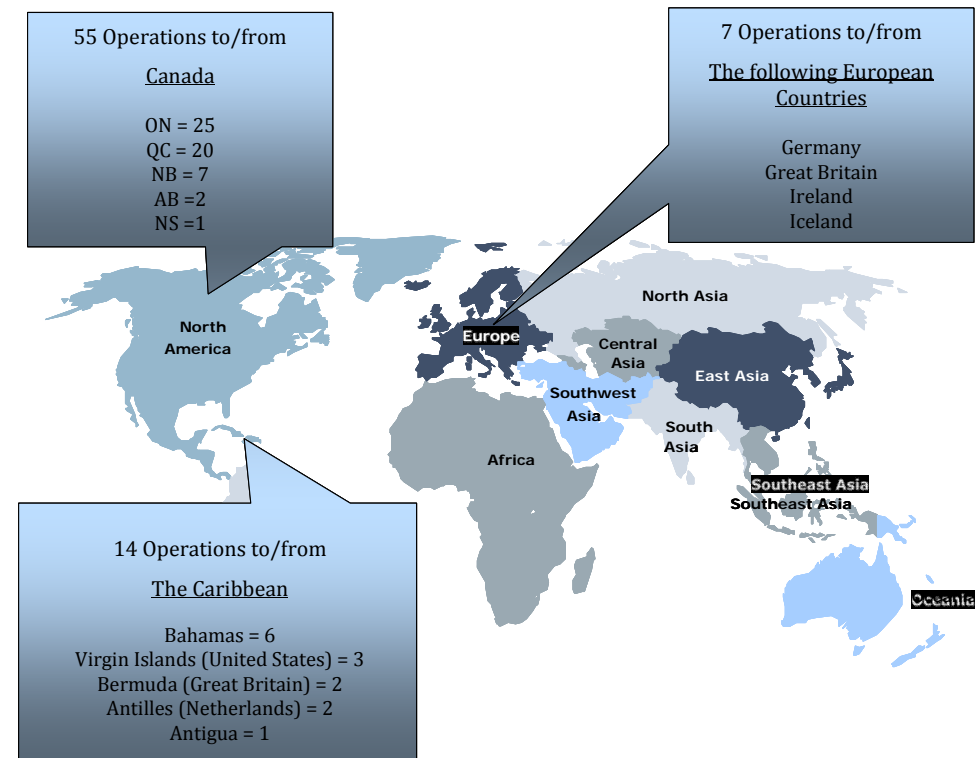 55 Operations to/from
Canada
ON = 25
QC = 20
NB = 7
AB =2
NS =1
7 Operations to/from
The following European
Countries
Germany
Great Britain
Ireland
Iceland
North
America
Europe
North Asia
Central
Asia
East Asia
Southwest
Asia
South
Asia
Africa
Southeast Asia
Southeast Asia
Oceania
14 Operations to/from
The Caribbean
Bahamas = 6
Virgin Islands (United States) = 3
Bermuda (Great Britain) = 2
Antilles (Netherlands) = 2
Antigua = 1